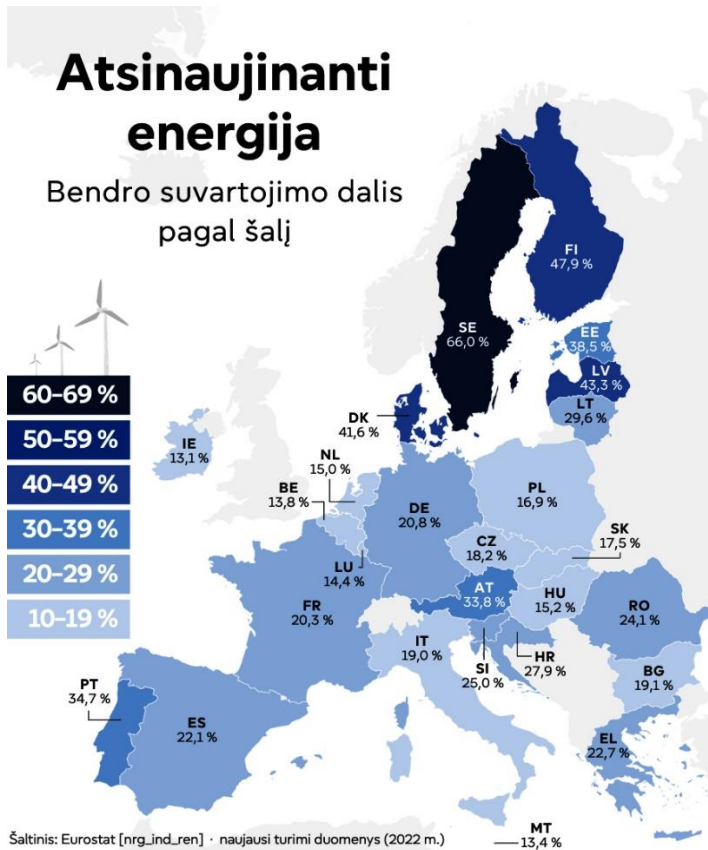 Atsinaujinanti
energija
Bendro suvartojimo dalis
pagal šalį
60–69 %
50–59 %
40–49 %
30–39 %
20–29 %
10–19 %
FI
47,9 %
SE
66,0 %
EE
38,5 %
LV
43,3 %
LT
29,6 %
DK
41,6 %
IE
13,1 %
NL
15,0 %
BE
13,8 %
DE
20,8 %
PL
16,9 %
SK
17,5 %
CZ
18,2 %
LU
14,4 %
AT
33,8 %
HU
15,2 %
FR
20,3 %
RO
24,1 %
IT
19,0 %
SI
25,0 %
HR
27,9 %
BG
19,1 %
PT
34,7 %
ES
22,1 %
EL
22,7 %
MT
13,4 %
Šaltinis: Eurostat [nrg_ind_ren] · naujausi turimi duomenys (2022 m.)